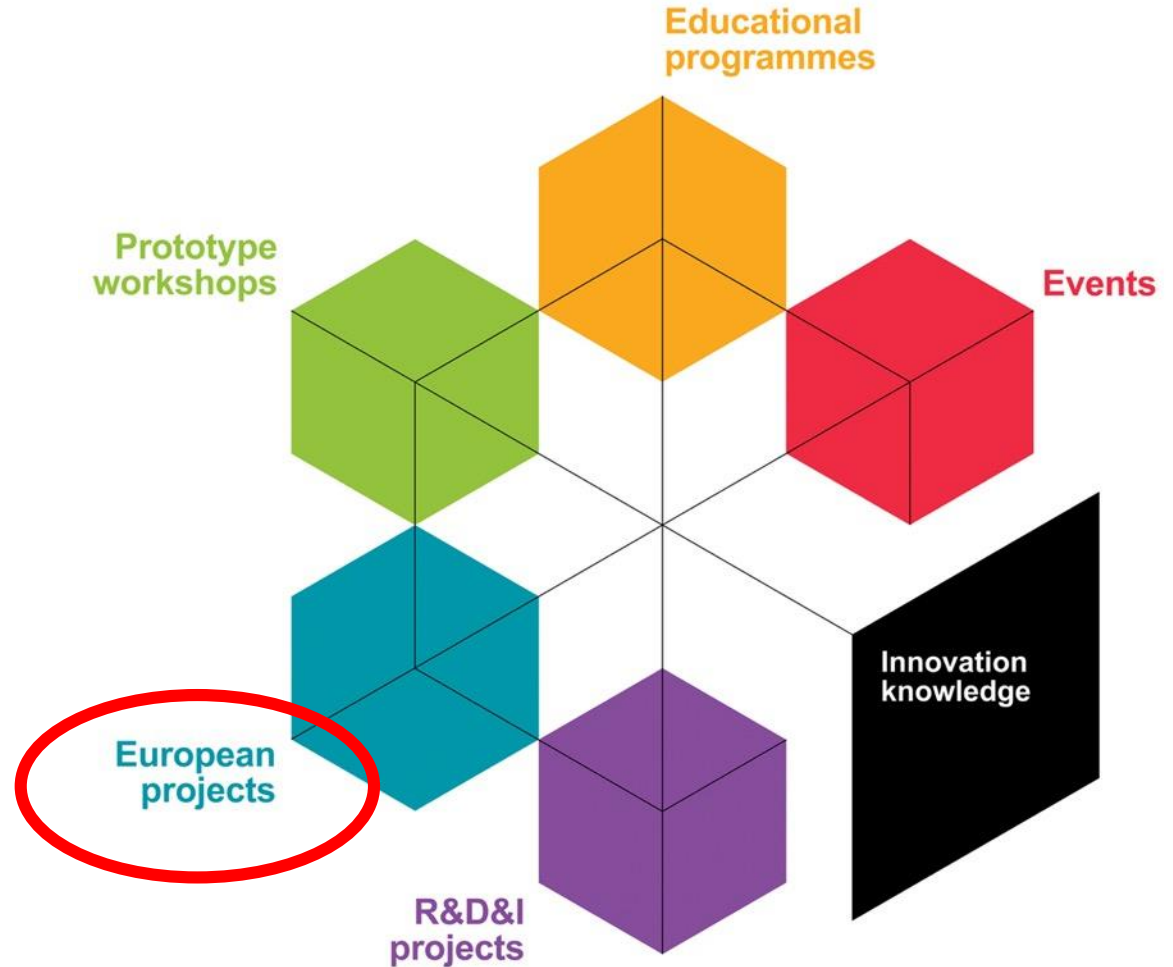 Educational
programmes
Prototype
workshops
Events
Innovation
knowledge
European
projects
R&D&I
projects